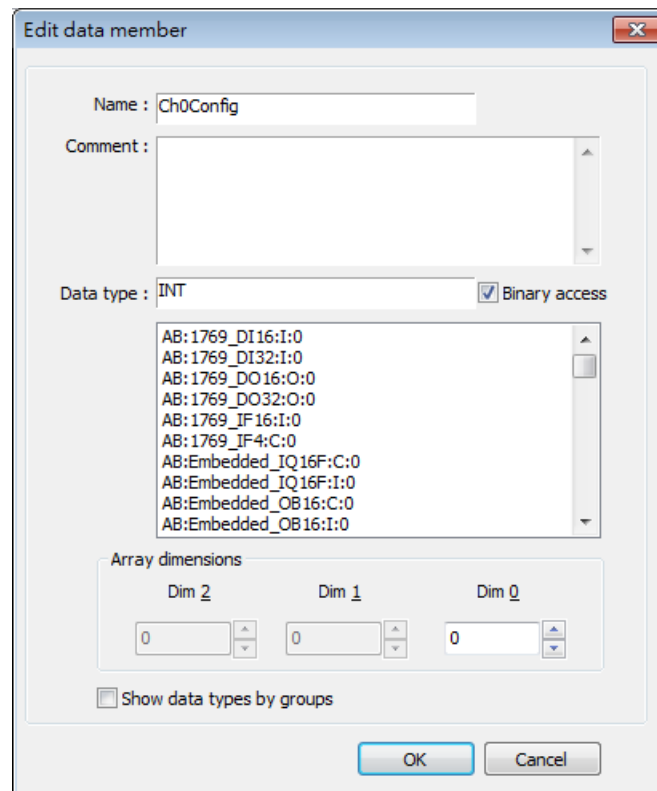 Edit data member
Name : Ch0Config
Comment :
Data type : INT Binary access
AB:1769_DI16:I:0
AB:1769_DI32:I:0
AB:1769_DO16:O:0
AB:1769_DO32:O:0
AB:1769_IF16:I:0
AB:1769_IF4:C:0
AB:Embedded_IQ16F:C:0
AB:Embedded_IQ16F:I:0
AB:Embedded_OB16:C:0
AB:Embedded_OB16:I:0
Array dimensions
Dim 2 Dim 1 Dim 0
0 0 0
Show data types by groups
OK Cancel